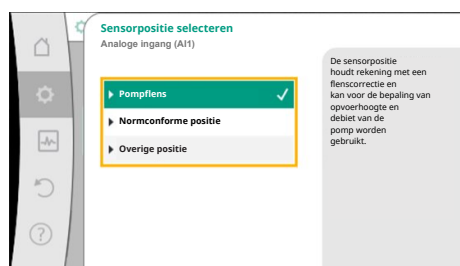 Sensorpositie selecteren
Analoge ingang (AI1)
Pompflens
Normconforme positie
Overige positie
De sensorpositie
houdt rekening met een
flenscorrectie en
kan voor de bepaling van
opvoerhoogte en
debiet van de
pomp worden
gebruikt.
?